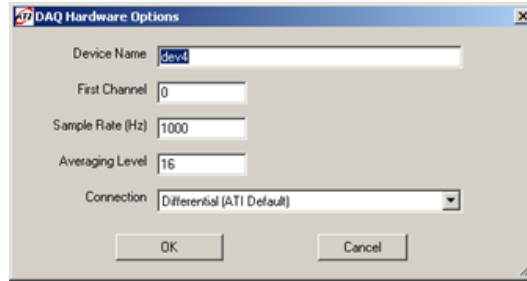 ATI DAQ Hardware Options
Device Name dev4
First Channel 0
Sample Rate (Hz) 1000
Averaging Level 16
Connection Differential (ATI Default)
OK Cancel